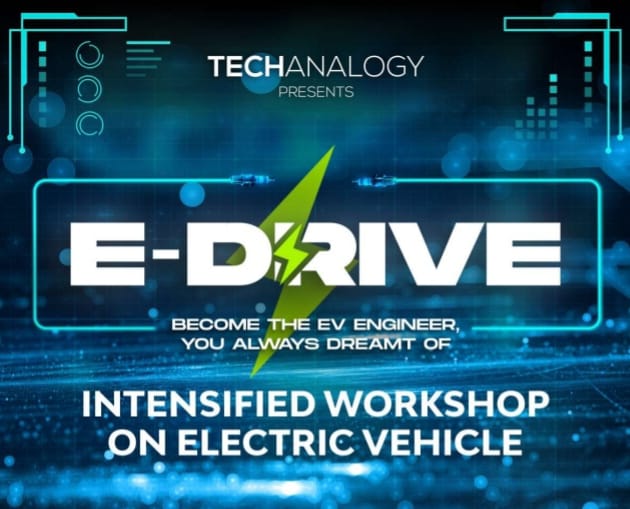 TECHANALOGY
PRESENTS
E-DRIVE
BECOME THE EV ENGINEER,
YOU ALWAYS DREAMT OF
INTENSIFIED WORKSHOP
ON ELECTRIC VEHICLE